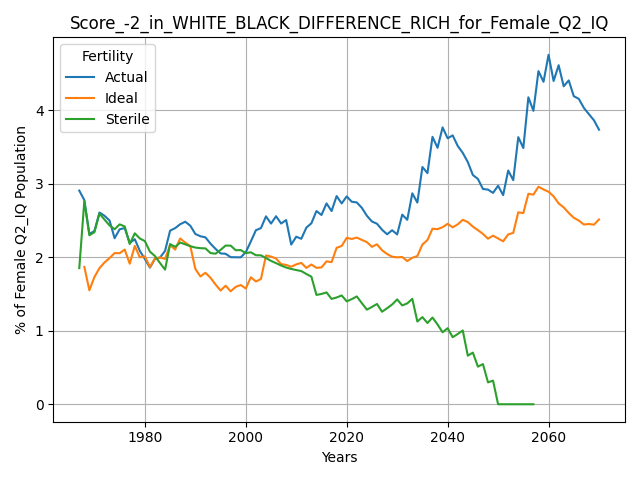 Score_-2_in_WHITE_BLACK_DIFFERENCE_RICH_for_Female_Q2_IQ
Fertility
Actual
Ideal
Sterile
% of Female Q2_IQ Population
4
3
2
1
0
1980 2000 2020 2040 2060
Years